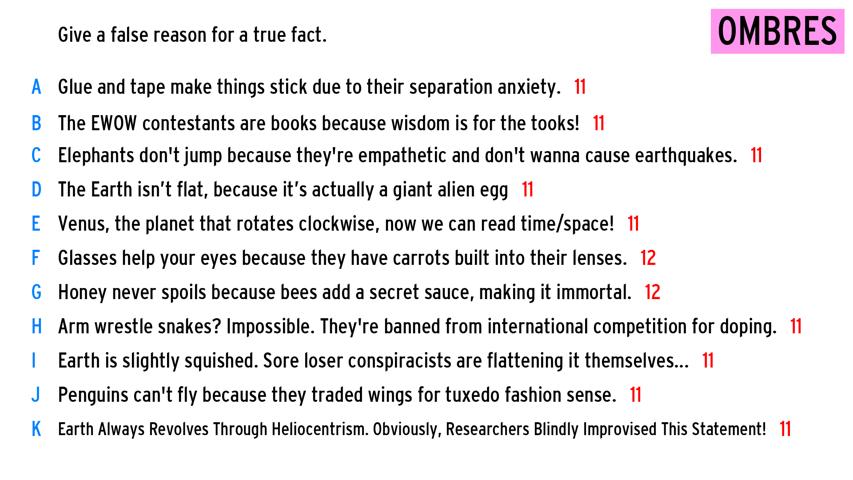 Give a false reason for a true fact.
OMBRES
A Glue and tape make things stick due to their separation anxiety. 11
B The EWOW contestants are books because wisdom is for the tooks! 11
C Elephants don't jump because they're empathetic and don't wanna cause earthquakes. 11
D The Earth isn’t flat, because it’s actually a giant alien egg 11
E Venus, the planet that rotates clockwise, now we can read time/space! 11
F Glasses help your eyes because they have carrots built into their lenses. 12
G Honey never spoils because bees add a secret sauce, making it immortal. 12
H Arm wrestle snakes? Impossible. They're banned from international competition for doping. 11
I Earth is slightly squished. Sore loser conspiracists are flattening it themselves... 11
J Penguins can't fly because they traded wings for tuxedo fashion sense. 11
K Earth Always Revolves Through Heliocentrism. Obviously, Researchers Blindly Improvised This Statement! 11